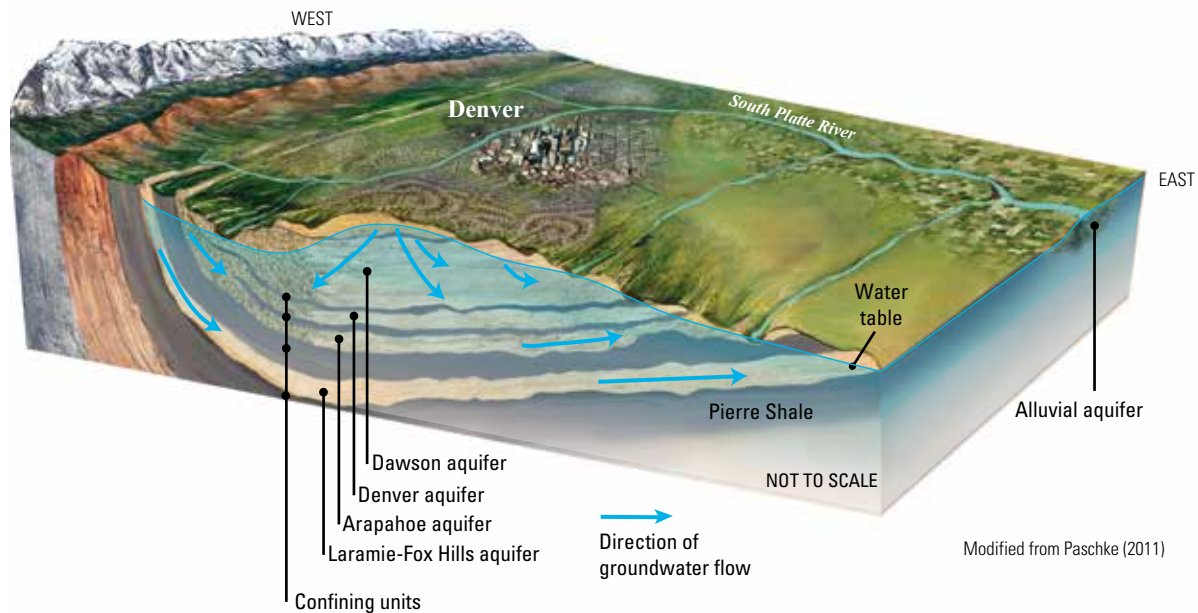 WEST
Denver
South Platte River
EAST
Water
table
Pierre Shale
Alluvial aquifer
NOT TO SCALE
Dawson aquifer
Denver aquifer
Arapahoe aquifer
Laramie-Fox Hills aquifer
Confining units
Direction of
groundwater flow
Modified from Paschke (2011)